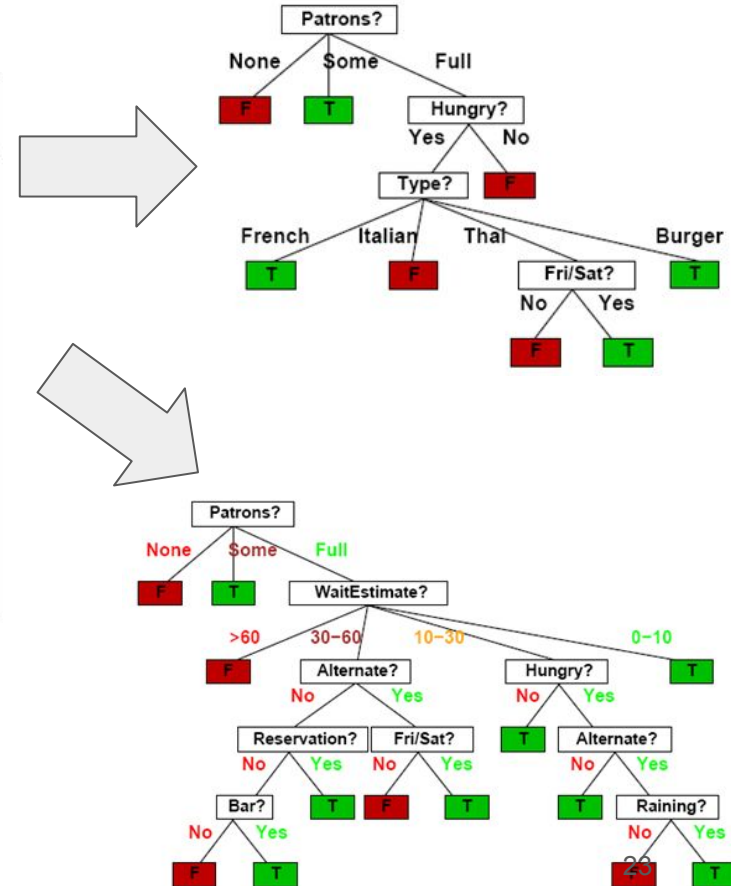 Patrons?
None Some Full
F T Hungry?
Yes No
Type? F
French Italian Thai Burger
T F Fri/Sat? T
No Yes
F T
Patrons?
None Some Full
F T WaitEstimate?
>60 30–60 10–30 0–10
F Alternate? Hungry? T
No Yes No Yes
Reservation? Fri/Sat? T Alternate?
No Yes No Yes No Yes
Bar? T F T T Raining?
No Yes No Yes
F T F T
23